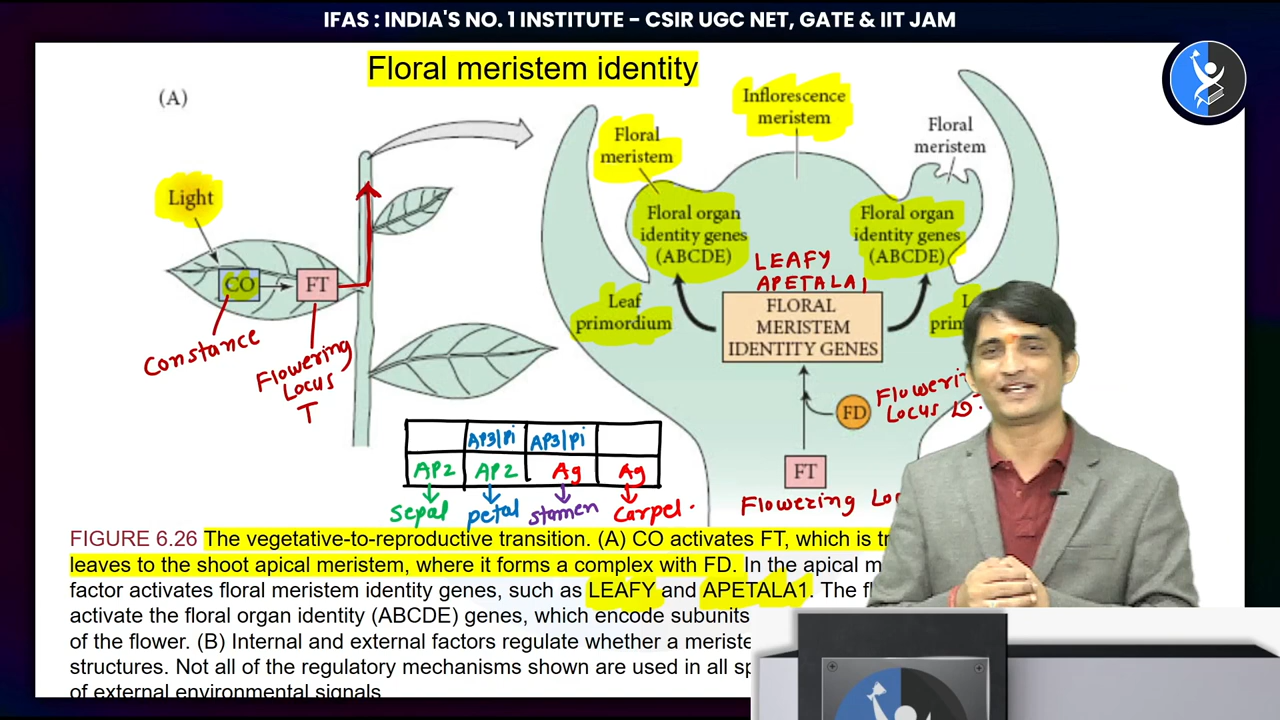 IFAS : INDIA'S NO. 1 INSTITUTE - CSIR UGC NET, GATE & IIT JAM
Floral meristem identity
(A)
Light
CO
FT
Constance
Flowering
Locus
T
Inflorescence
meristem
Floral
meristem
Floral
meristem
Floral organ
identity genes
(ABCDE)
Floral organ
identity genes
(ABCDE)
LEAFY
APETALA1
Leaf
primordium
FLORAL
MERISTEM
IDENTITY GENES
FD
Locus D
FT
Flowering
AP3/Pi AP3/Pi
AP2 AP2 Ag Ag
Sepal petal stamen Carpel.
FIGURE 6.26 The vegetative-to-reproductive transition. (A) CO activates FT, which is
leaves to the shoot apical meristem, where it forms a complex with FD. In the apical
factor activates floral meristem identity genes, such as LEAFY and APETALA1. The
activate the floral organ identity (ABCDE) genes, which encode subunits
of the flower. (B) Internal and external factors regulate whether a
structures. Not all of the regulatory mechanisms shown are used in all
of external environmental signals